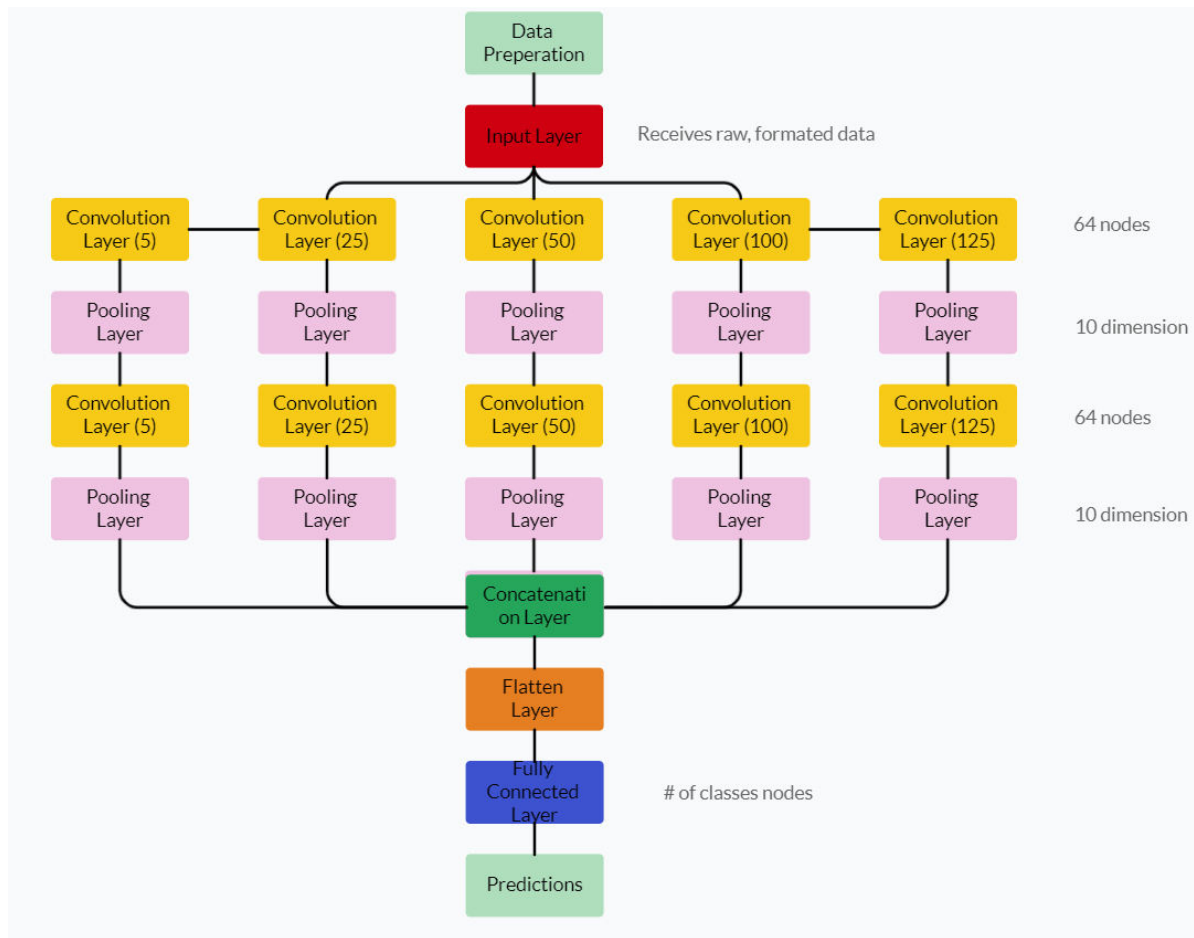 Data
Preperation
Input Layer
Receives raw, formated data
Convolution
Layer (5)
Convolution
Layer (25)
Convolution
Layer (50)
Convolution
Layer (100)
Convolution
Layer (125)
64 nodes
Pooling
Layer
Pooling
Layer
Pooling
Layer
Pooling
Layer
Pooling
Layer
10 dimension
Convolution
Layer (5)
Convolution
Layer (25)
Convolution
Layer (50)
Convolution
Layer (100)
Convolution
Layer (125)
64 nodes
Pooling
Layer
Pooling
Layer
Pooling
Layer
Pooling
Layer
Pooling
Layer
10 dimension
Concatenati
on Layer
Flatten
Layer
Fully
Connected
Layer
# of classes nodes
Predictions